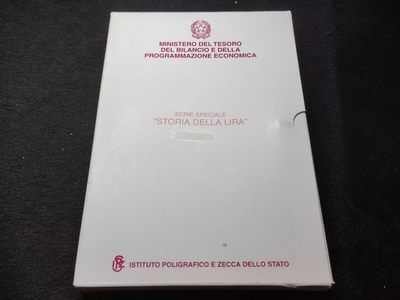 MINISTERO DEL TESORO
DEL BILANCIO E DELLA
PROGRAMMAZIONE ECONOMICA
SERIE SPECIALE
"STORIA DELLA LIRA"
ISTITUTO POLIGRAFICO E ZECCA DELLO STATO